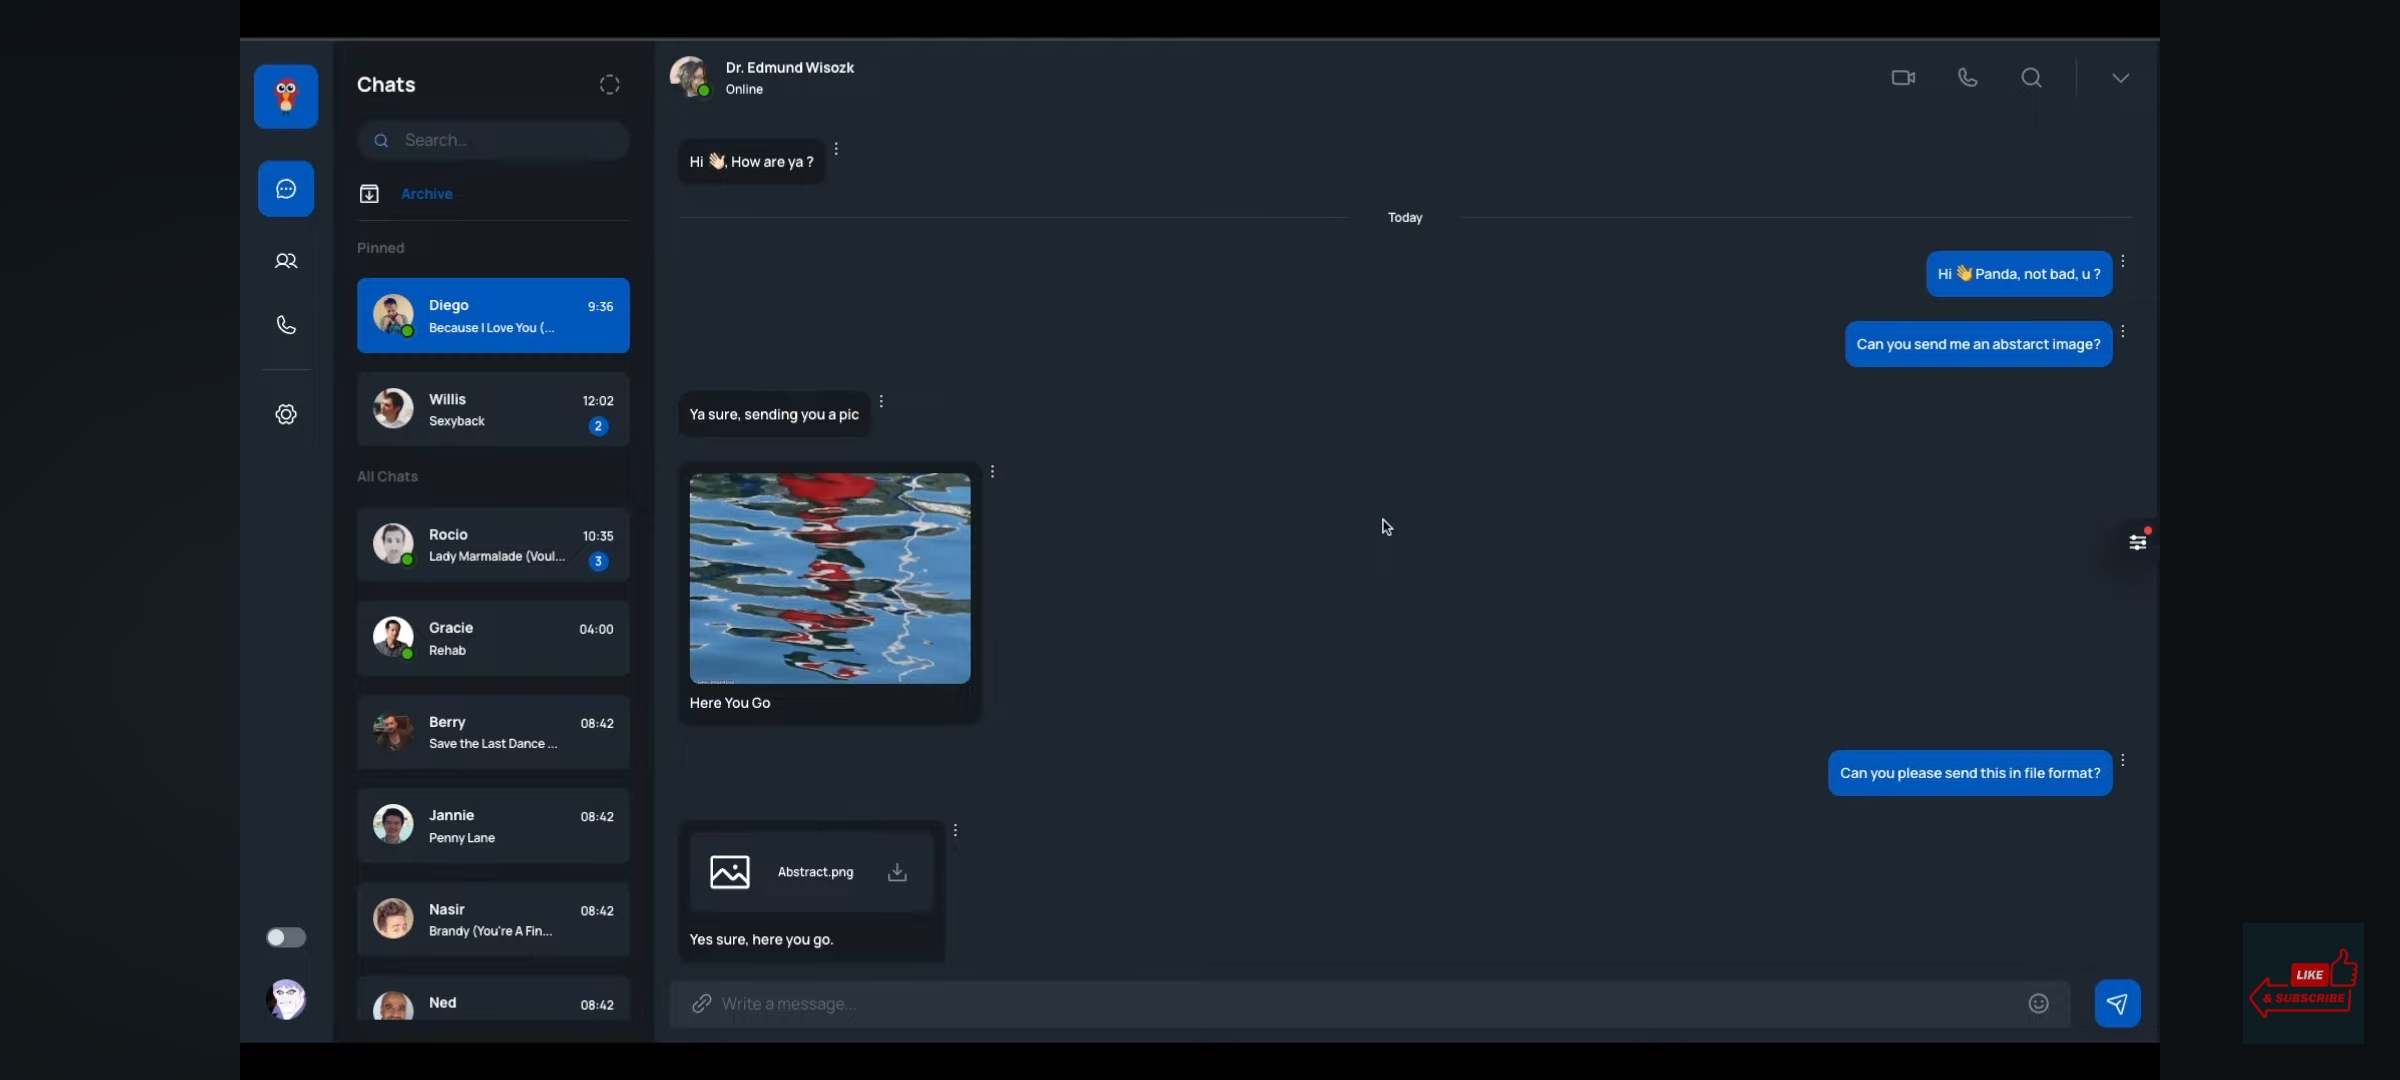 Chats
Search...
Archive
Pinned
Diego
9:36
Because I Love You (...
Willis
12:02
Sexyback
2
All Chats
Rocio
10:35
Lady Marmalade (Voul...
3
Gracie
04:00
Rehab
Berry
08:42
Save the Last Dance ...
Jannie
08:42
Penny Lane
Nasir
08:42
Brandy (You're A Fin...
Ned
08:42
Dr. Edmund Wisozk
Online
Hi 👋🏻, How are ya ?
Today
Hi 👋 Panda, not bad, u ?
Can you send me an abstarct image?
Ya sure, sending you a pic
Here You Go
Can you please send this in file format?
Abstract.png
Yes sure, here you go.
Write a message...
LIKE
& SUBSCRIBE